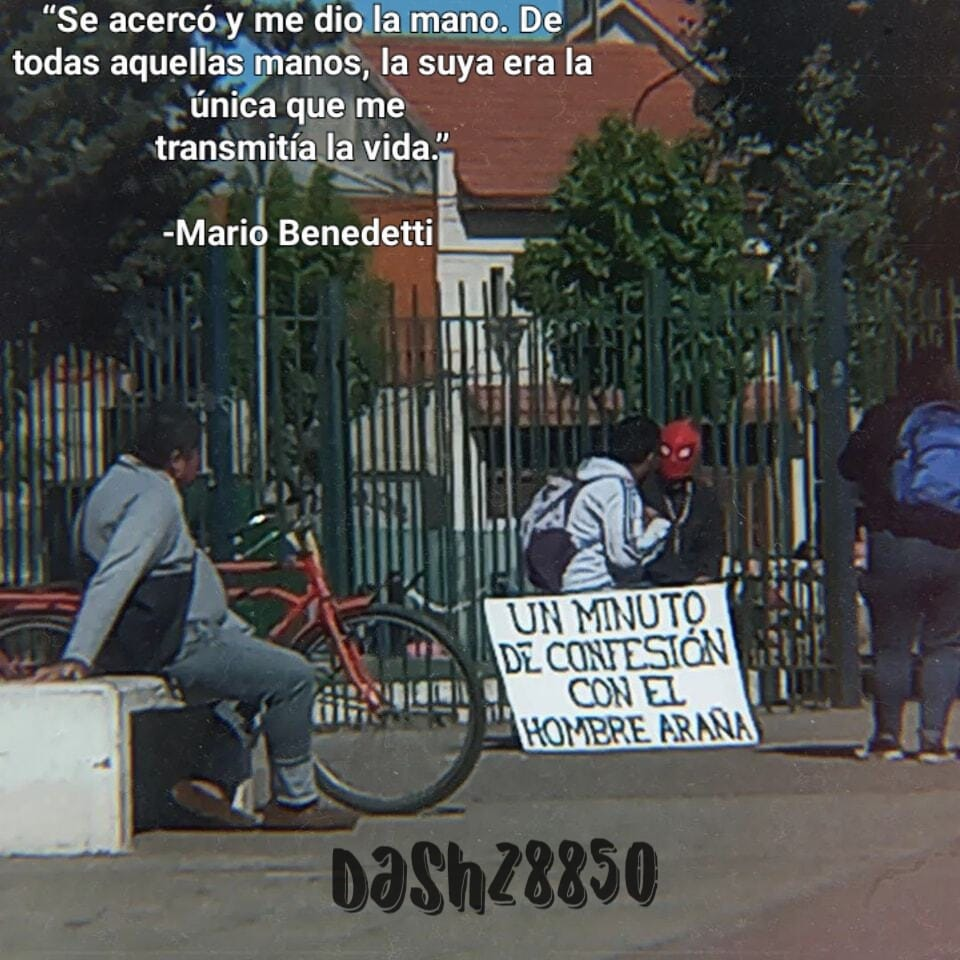 “Se acercó y me dio la mano. De
todas aquellas manos, la suya era la
única que me
transmitía la vida.”
-Mario Benedetti
UN MINUTO
DE CONFESIÓN
CON EL
HOMBRE ARAÑA
DASHZ8850